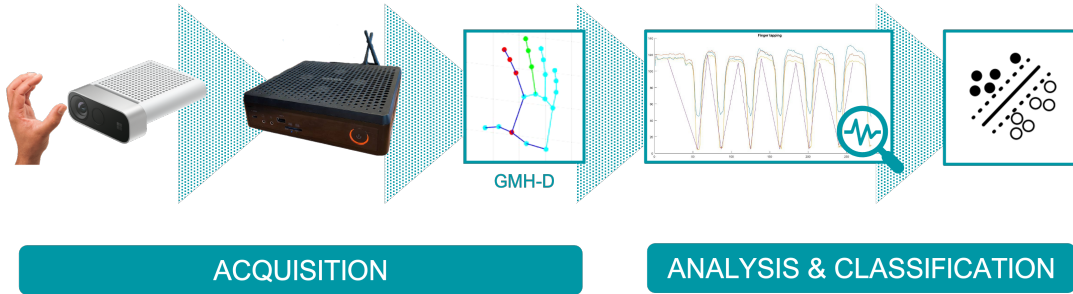 Finger tapping
GMH-D
ACQUISITION
ANALYSIS & CLASSIFICATION